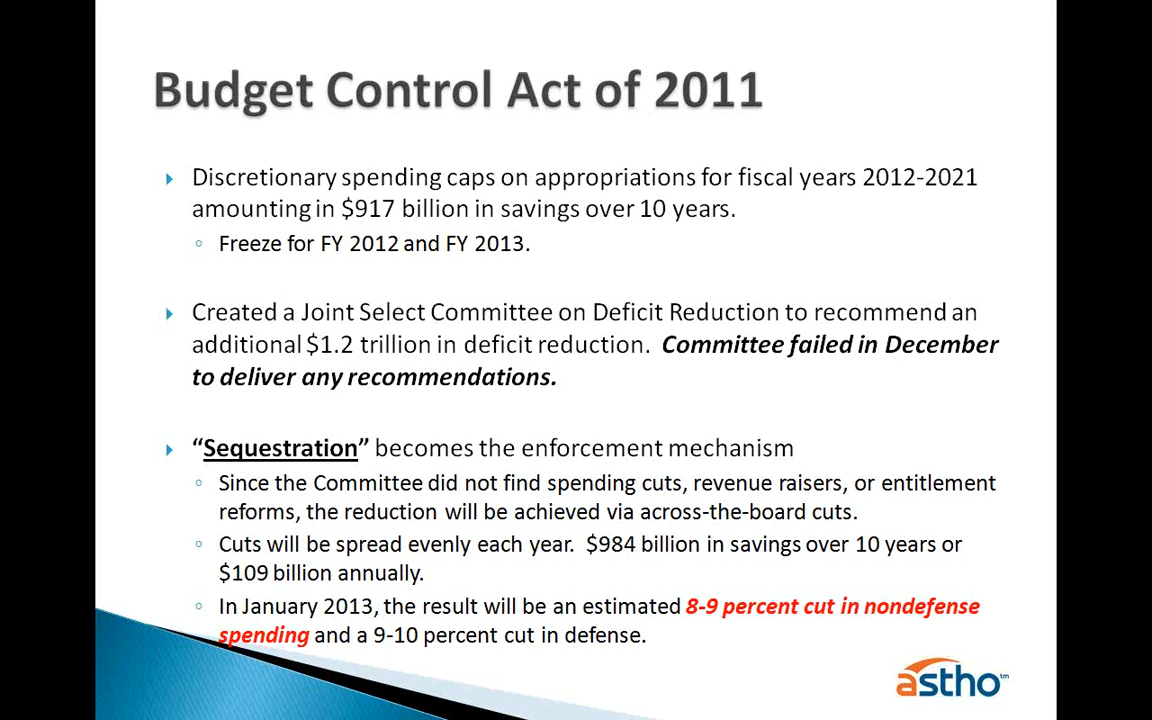 Budget Control Act of 2011
Discretionary spending caps on appropriations for fiscal years 2012-2021
amounting in $917 billion in savings over 10 years.
Freeze for FY 2012 and FY 2013.
Created a Joint Select Committee on Deficit Reduction to recommend an
additional $1.2 trillion in deficit reduction. Committee failed in December
to deliver any recommendations.
“Sequestration” becomes the enforcement mechanism
Since the Committee did not find spending cuts, revenue raisers, or entitlement
reforms, the reduction will be achieved via across-the-board cuts.
Cuts will be spread evenly each year. $984 billion in savings over 10 years or
$109 billion annually.
In January 2013, the result will be an estimated 8-9 percent cut in nondefense
spending and a 9-10 percent cut in defense.
astho™